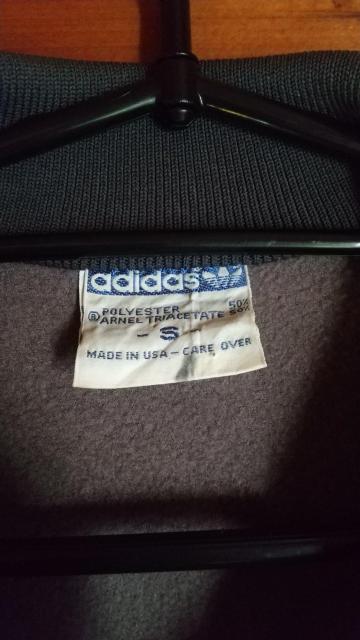 adidas
POLYESTER 50%
® ARNEL TRIACETATE 50%
- S -
MADE IN USA - CARE OVER